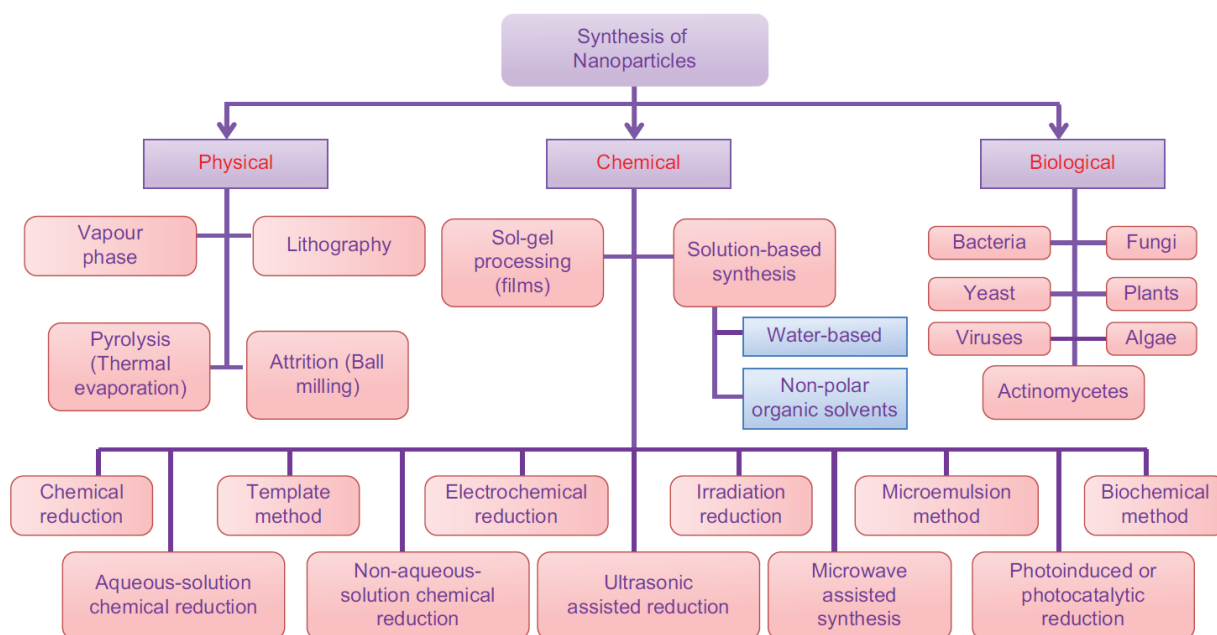 Synthesis of
Nanoparticles
Physical
Chemical
Biological
Vapour
phase
Lithography
Pyrolysis
(Thermal
evaporation)
Attrition (Ball
milling)
Sol-gel
processing
(films)
Solution-based
synthesis
Water-based
Non-polar
organic solvents
Bacteria
Fungi
Yeast
Plants
Viruses
Algae
Actinomycetes
Chemical
reduction
Template
method
Electrochemical
reduction
Irradiation
reduction
Microemulsion
method
Biochemical
method
Aqueous-solution
chemical reduction
Non-aqueous-
solution chemical
reduction
Ultrasonic
assisted reduction
Microwave
assisted
synthesis
Photoinduced or
photocatalytic
reduction